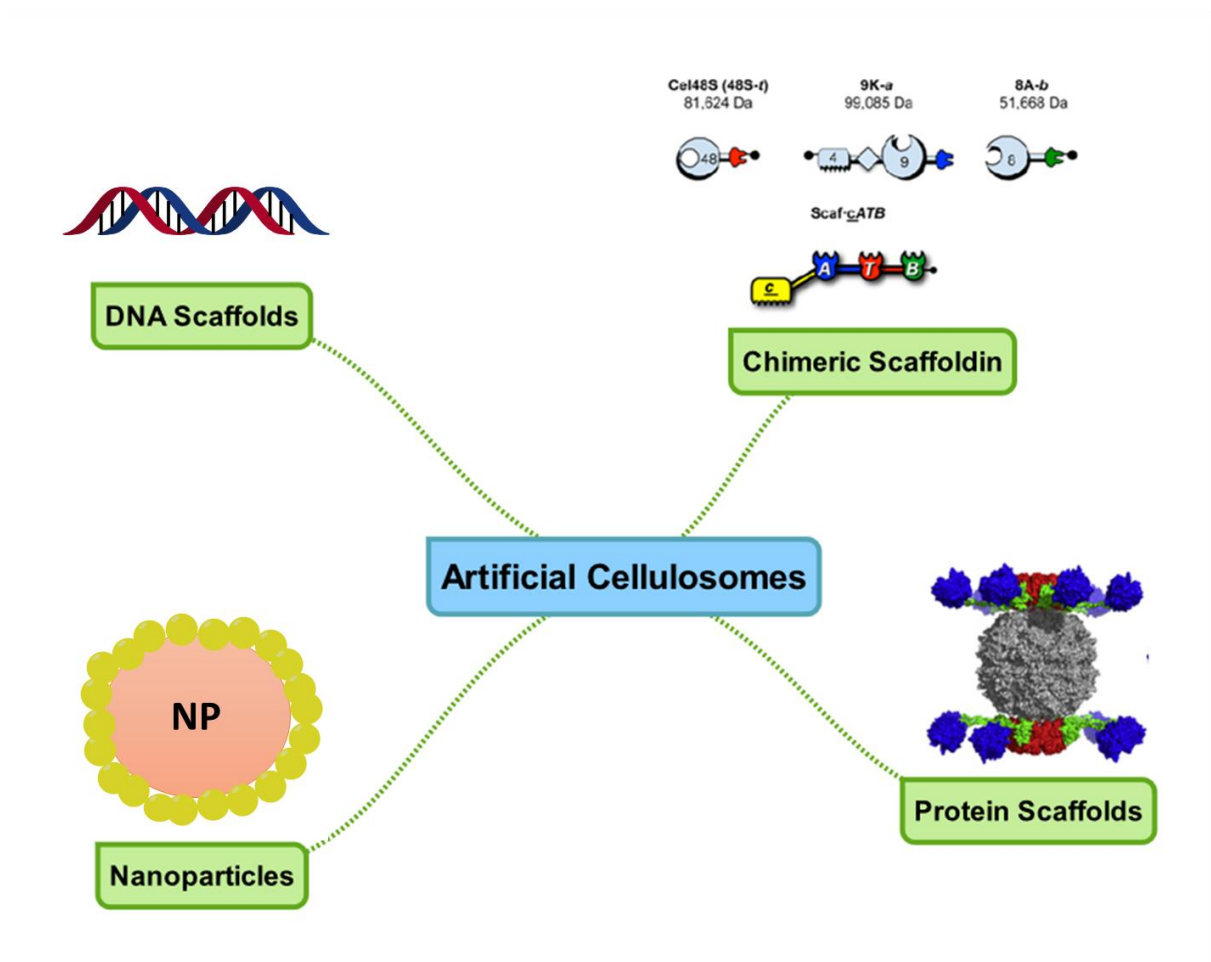 Cel48S (48S-t)
81,624 Da
9K-a
99,085 Da
8A-b
51,668 Da
48
4
9
8
Scaf·cATB
c
A
T
B
DNA Scaffolds
Chimeric Scaffoldin
Artificial Cellulosomes
NP
Protein Scaffolds
Nanoparticles